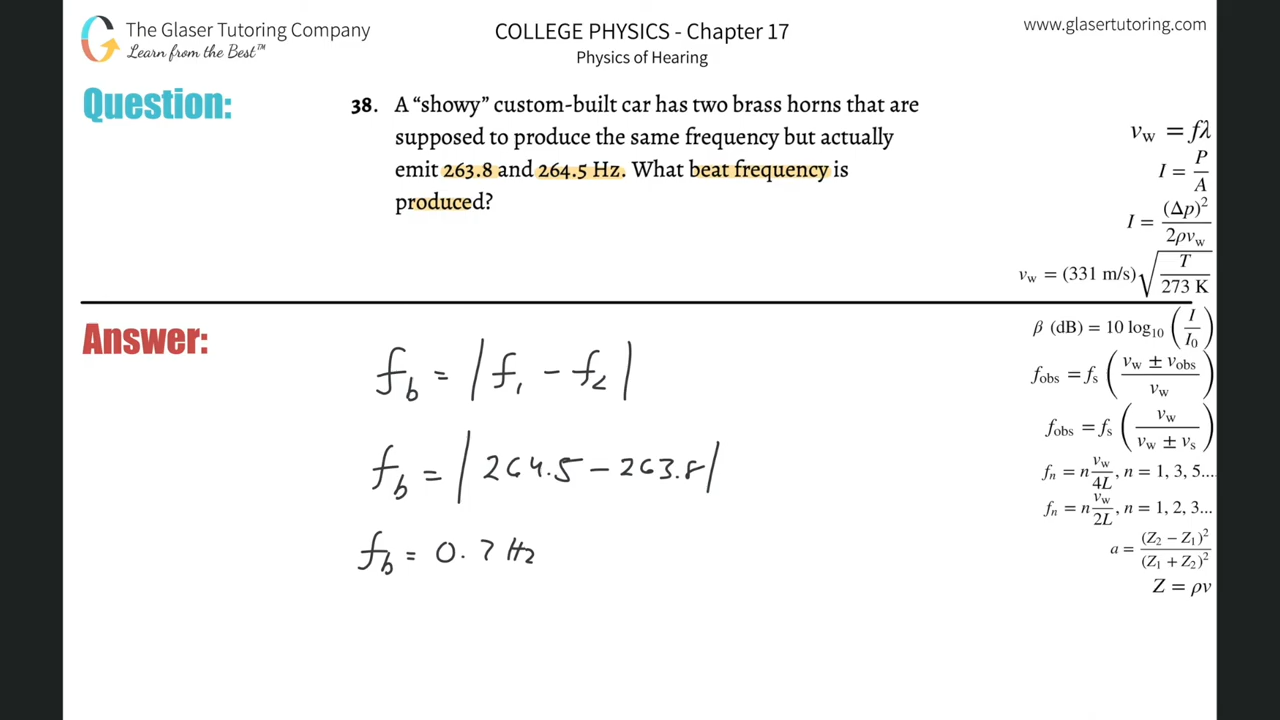 The Glaser Tutoring Company
Learn from the Best™
COLLEGE PHYSICS - Chapter 17
Physics of Hearing
www.glasertutoring.com
Question:
38. A “showy” custom-built car has two brass horns that are
supposed to produce the same frequency but actually
emit 263.8 and 264.5 Hz. What beat frequency is
produced?
v_w = fλ
I = P/A
I = (Δp)²/2ρv_w
v_w = (331 m/s)√(T/273 K)
Answer:
f_b = |f₁ - f₂|
f_b = |264.5 - 263.8|
f_b = 0.7 Hz
β (dB) = 10 log₁₀ (I/I₀)
f_obs = f_s ((v_w ± v_obs)/v_w)
f_obs = f_s (v_w/(v_w ± v_s))
f_n = n v_w/4L, n = 1, 3, 5...
f_n = n v_w/2L, n = 1, 2, 3...
a = (Z₂ − Z₁)²/(Z₁ + Z₂)²
Z = ρv